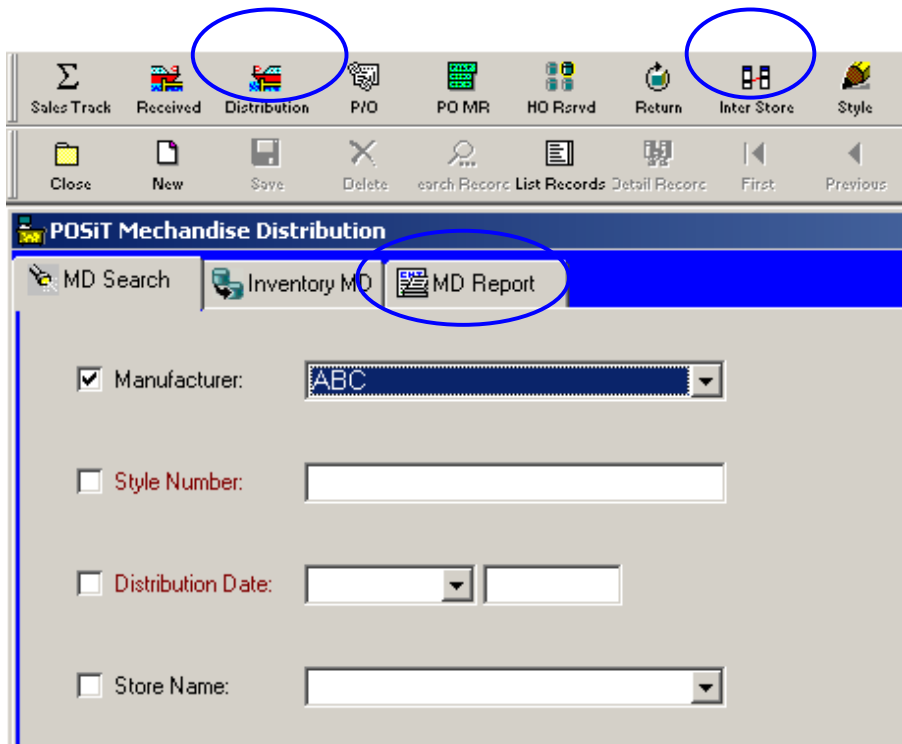 Sales Track Received Distribution P/O PO MR HO Rsrvd Return Inter Store Style
Close New Save Delete earch Recorc List Records Detail Recorc First Previous
POSiT Mechandise Distribution
MD Search Inventory MD MD Report
Manufacturer: ABC
Style Number:
Distribution Date:
Store Name: